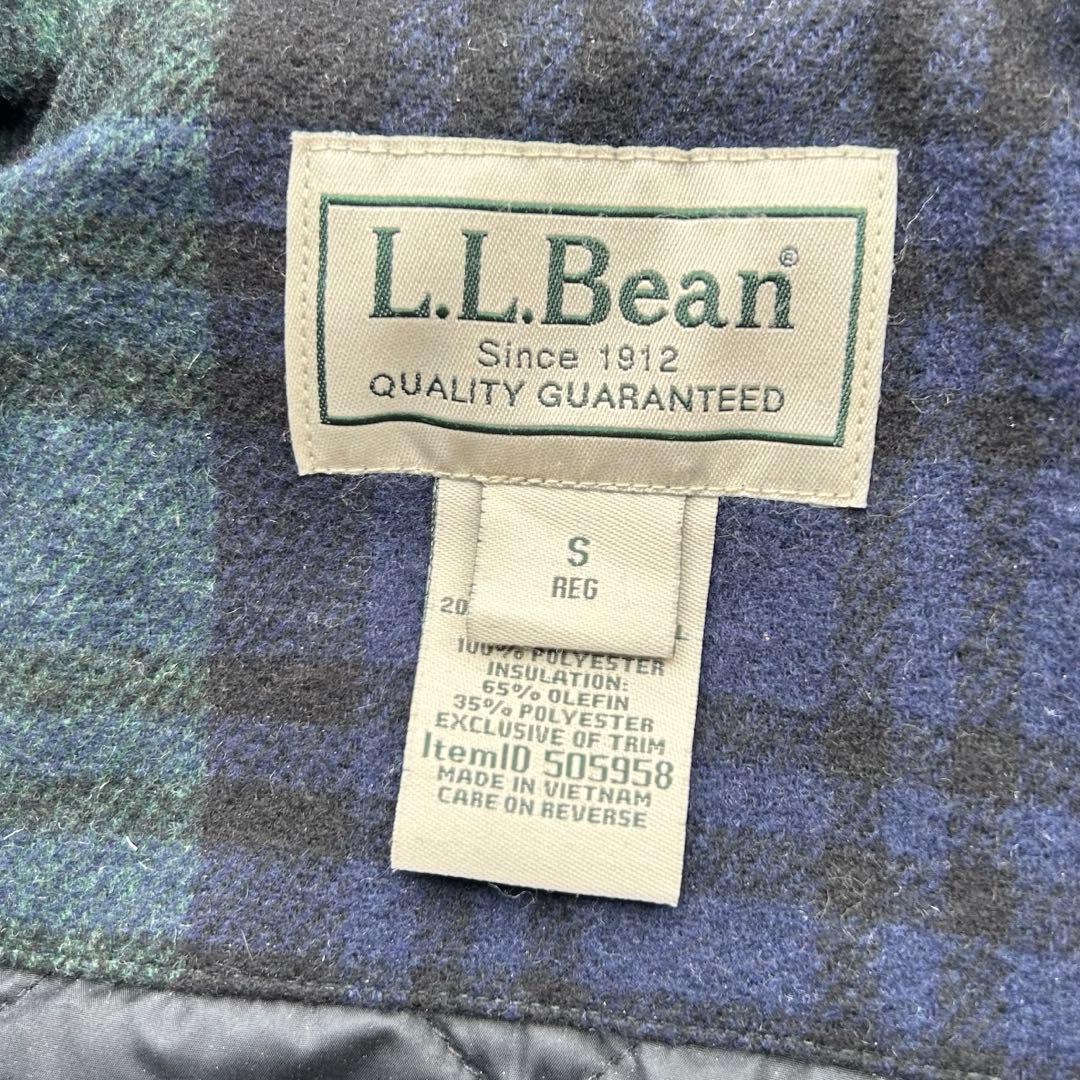 L.L.Bean®
Since 1912
QUALITY GUARANTEED
S
REG
20
100% POLYESTER
INSULATION:
65% OLEFIN
35% POLYESTER
EXCLUSIVE OF TRIM
ItemID 505958
MADE IN VIETNAM
CARE ON REVERSE